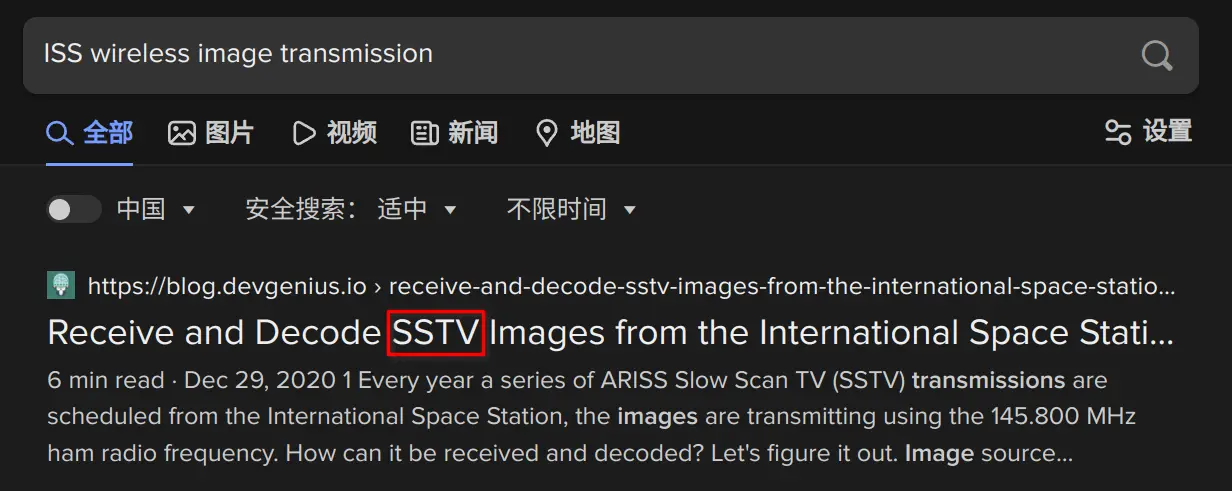 ISS wireless image transmission
全部 图片 视频 新闻 地图 设置
中国 安全搜索： 适中 不限时间
https://blog.devgenius.io › receive-and-decode-sstv-images-from-the-international-space-statio...
Receive and Decode SSTV Images from the International Space Stati...
6 min read · Dec 29, 2020 1 Every year a series of ARISS Slow Scan TV (SSTV) transmissions are
scheduled from the International Space Station, the images are transmitting using the 145.800 MHz
ham radio frequency. How can it be received and decoded? Let's figure it out. Image source...